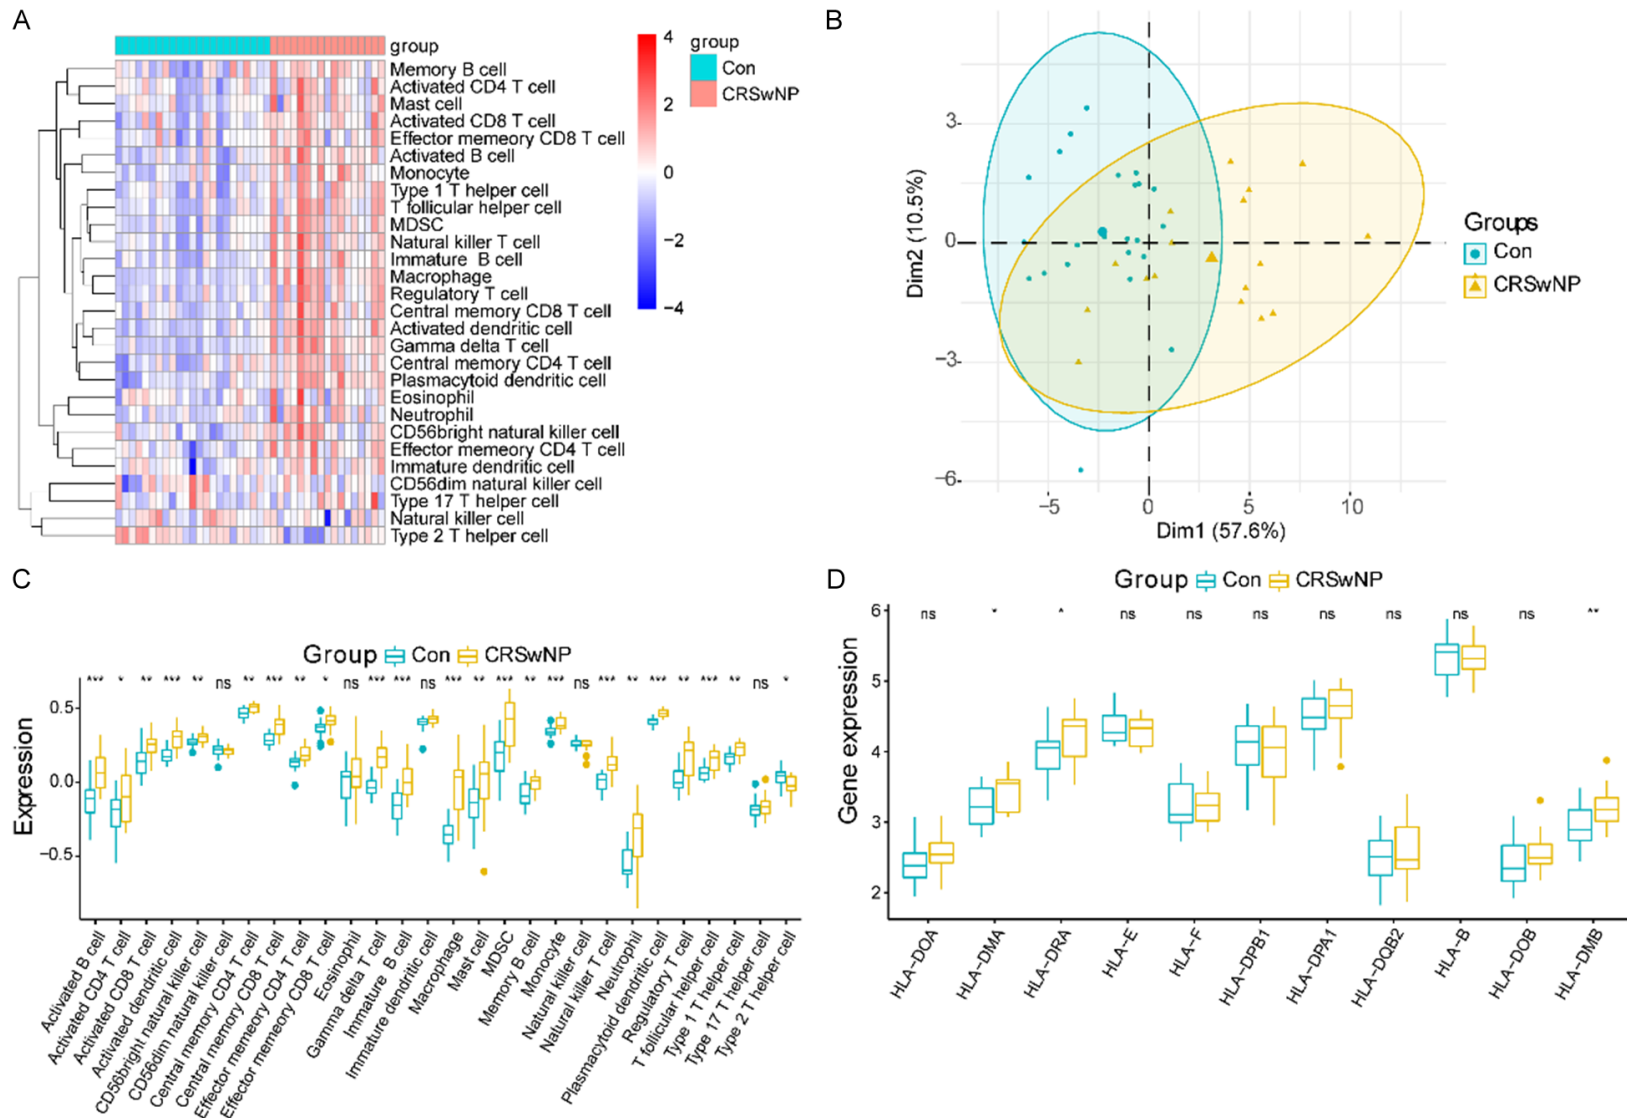 A
group
Memory B cell
Activated CD4 T cell
Mast cell
Activated CD8 T cell
Effector memeory CD8 T cell
Activated B cell
Monocyte
Type 1 T helper cell
T follicular helper cell
MDSC
Natural killer T cell
Immature B cell
Macrophage
Regulatory T cell
Central memory CD8 T cell
Activated dendritic cell
Gamma delta T cell
Central memory CD4 T cell
Plasmacytoid dendritic cell
Eosinophil
Neutrophil
CD56bright natural killer cell
Effector memeory CD4 T cell
Immature dendritic cell
CD56dim natural killer cell
Type 17 T helper cell
Natural killer cell
Type 2 T helper cell
4
2
0
−2
−4
group
Con
CRSwNP
B
Dim2 (10.5%)
3
0
−3
−6
−5
0
5
10
Dim1 (57.6%)
Groups
Con
CRSwNP
C
Group Con CRSwNP
*** * ** *** ** ns ** *** ** * ns *** *** ns *** ** *** ** *** ns *** ** *** ** *** ** ns *
Expression
0.5
0.0
−0.5
Activated B cell
Activated CD4 T cell
Activated CD8 T cell
Activated dendritic cell
CD56bright natural killer cell
CD56dim natural killer cell
Central memory CD4 T cell
Central memory CD8 T cell
Effector memeory CD4 T cell
Effector memeory CD8 T cell
Eosinophil
Gamma delta T cell
Immature B cell
Immature dendritic cell
Macrophage
Mast cell
MDSC
Memory B cell
Monocyte
Natural killer cell
Natural killer T cell
Neutrophil
Plasmacytoid dendritic cell
Regulatory T cell
T follicular helper cell
Type 1 T helper cell
Type 17 T helper cell
Type 2 T helper cell
D
Group Con CRSwNP
ns * * ns ns ns ns ns ns ns **
Gene expression
6
5
4
3
2
HLA−DOA
HLA−DMA
HLA−DRA
HLA−E
HLA−F
HLA−DPB1
HLA−DPA1
HLA−DQB2
HLA−B
HLA−DOB
HLA−DMB